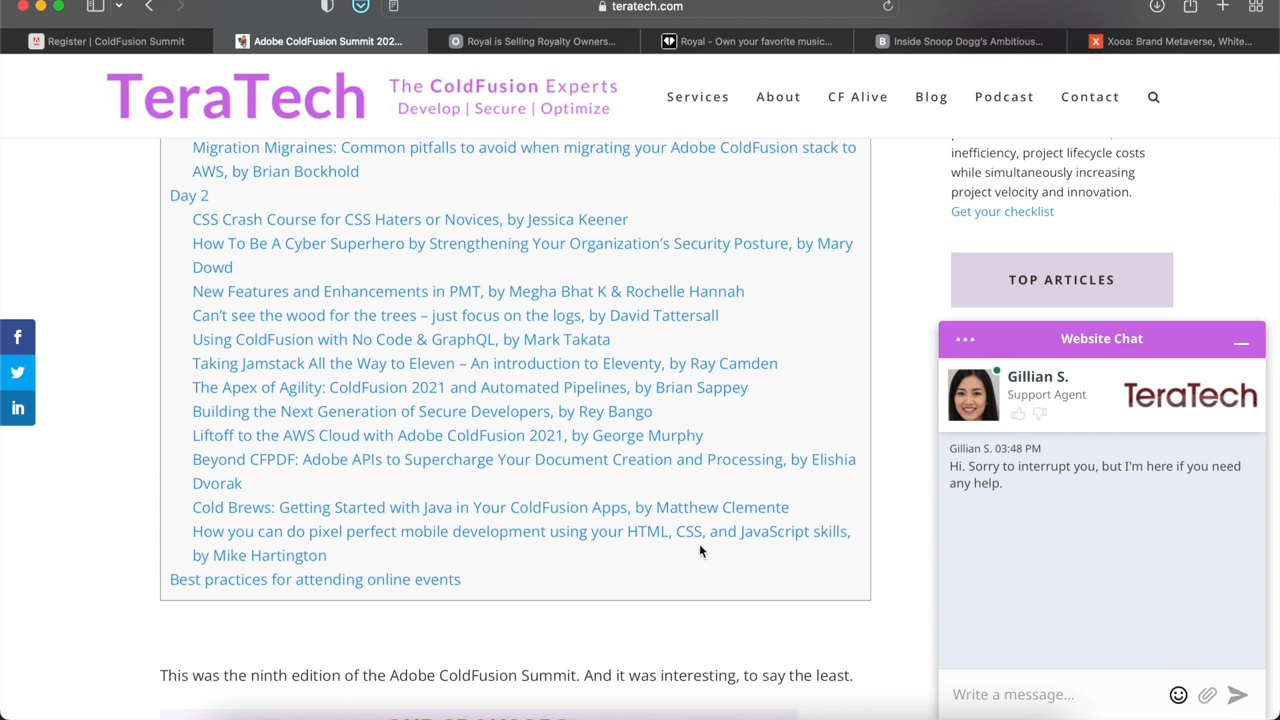 teratech.com
Register | ColdFusion Summit
Adobe ColdFusion Summit 202...
Royal is Selling Royalty Owners...
Royal - Own your favorite music...
Inside Snoop Dogg's Ambitious...
Xooa: Brand Metaverse, White...
TeraTech
The ColdFusion Experts
Develop | Secure | Optimize
Services About CF Alive Blog Podcast Contact
Migration Migraines: Common pitfalls to avoid when migrating your Adobe ColdFusion stack to
AWS, by Brian Bockhold
Day 2
CSS Crash Course for CSS Haters or Novices, by Jessica Keener
How To Be A Cyber Superhero by Strengthening Your Organization’s Security Posture, by Mary
Dowd
New Features and Enhancements in PMT, by Megha Bhat K & Rochelle Hannah
Can’t see the wood for the trees – just focus on the logs, by David Tattersall
Using ColdFusion with No Code & GraphQL, by Mark Takata
Taking Jamstack All the Way to Eleven – An introduction to Eleventy, by Ray Camden
The Apex of Agility: ColdFusion 2021 and Automated Pipelines, by Brian Sappey
Building the Next Generation of Secure Developers, by Rey Bango
Liftoff to the AWS Cloud with Adobe ColdFusion 2021, by George Murphy
Beyond CFPDF: Adobe APIs to Supercharge Your Document Creation and Processing, by Elishia
Dvorak
Cold Brews: Getting Started with Java in Your ColdFusion Apps, by Matthew Clemente
How you can do pixel perfect mobile development using your HTML, CSS, and JavaScript skills,
by Mike Hartington
Best practices for attending online events
This was the ninth edition of the Adobe ColdFusion Summit. And it was interesting, to say the least.
inefficiency, project lifecycle costs
while simultaneously increasing
project velocity and innovation.
Get your checklist
TOP ARTICLES
Website Chat
Gillian S.
Support Agent
TeraTech
Gillian S. 03:48 PM
Hi. Sorry to interrupt you, but I'm here if you need
any help.
Write a message...